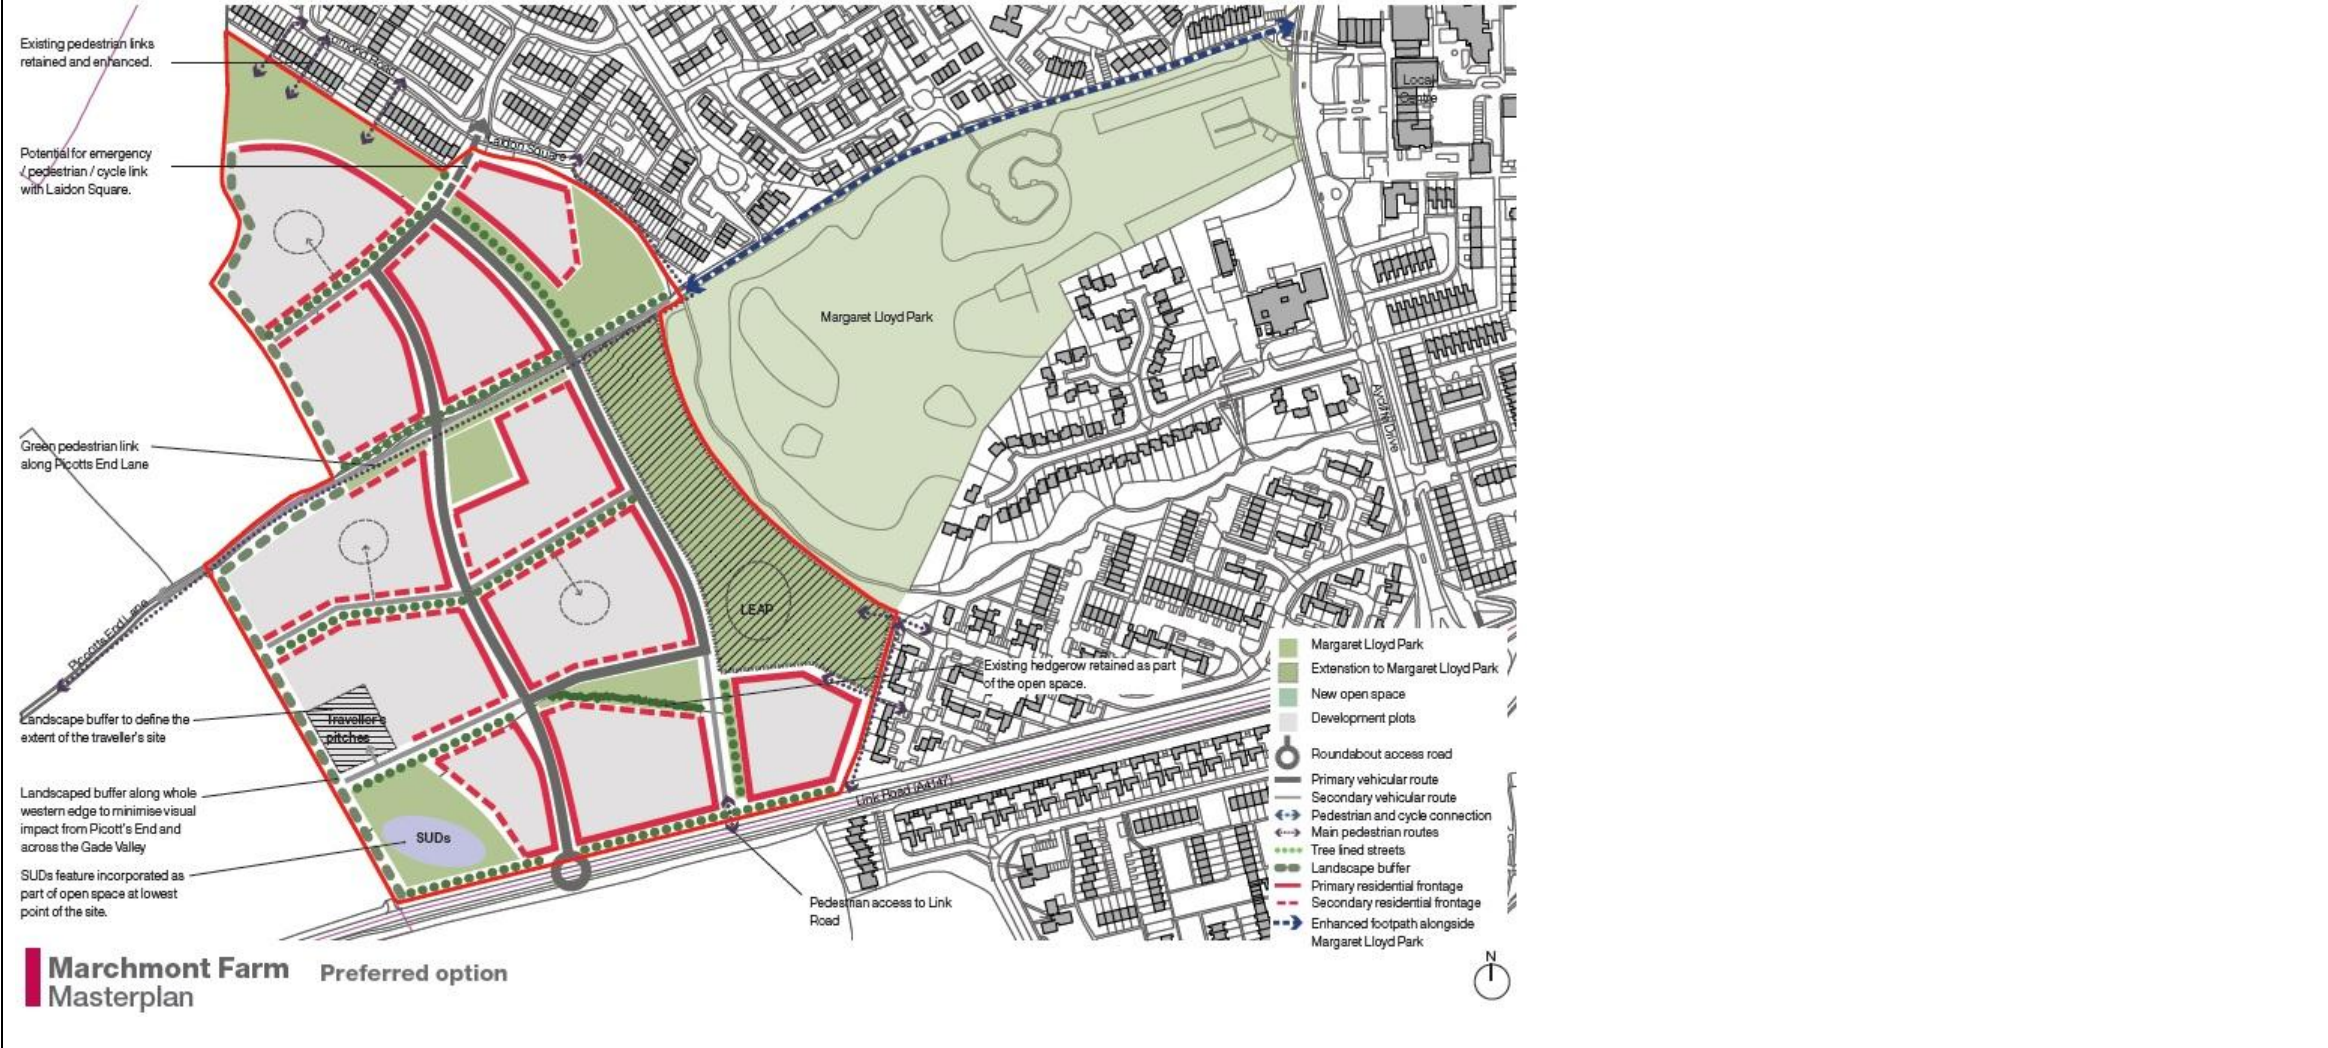 Existing pedestrian links
retained and enhanced.
Potential for emergency
/ pedestrian / cycle link
with Laidon Square.
Laidon Square
Local
Centre
Margaret Lloyd Park
Aycliffe Drive
Green pedestrian link
along Picotts End Lane
Picotts End Lane
LEAP
Existing hedgerow retained as part
of the open space.
Landscape buffer to define the
extent of the traveller's site
Traveller's
pitches
Landscaped buffer along whole
western edge to minimise visual
impact from Picott's End and
across the Gade Valley
SUDs
Link Road (A4147)
SUDs feature incorporated as
part of open space at lowest
point of the site.
Pedestrian access to Link
Road
Margaret Lloyd Park
Extenstion to Margaret Lloyd Park
New open space
Development plots
Roundabout access road
Primary vehicular route
Secondary vehicular route
Pedestrian and cycle connection
Main pedestrian routes
Tree lined streets
Landscape buffer
Primary residential frontage
Secondary residential frontage
Enhanced footpath alongside
Margaret Lloyd Park
N
Marchmont Farm
Masterplan
Preferred option